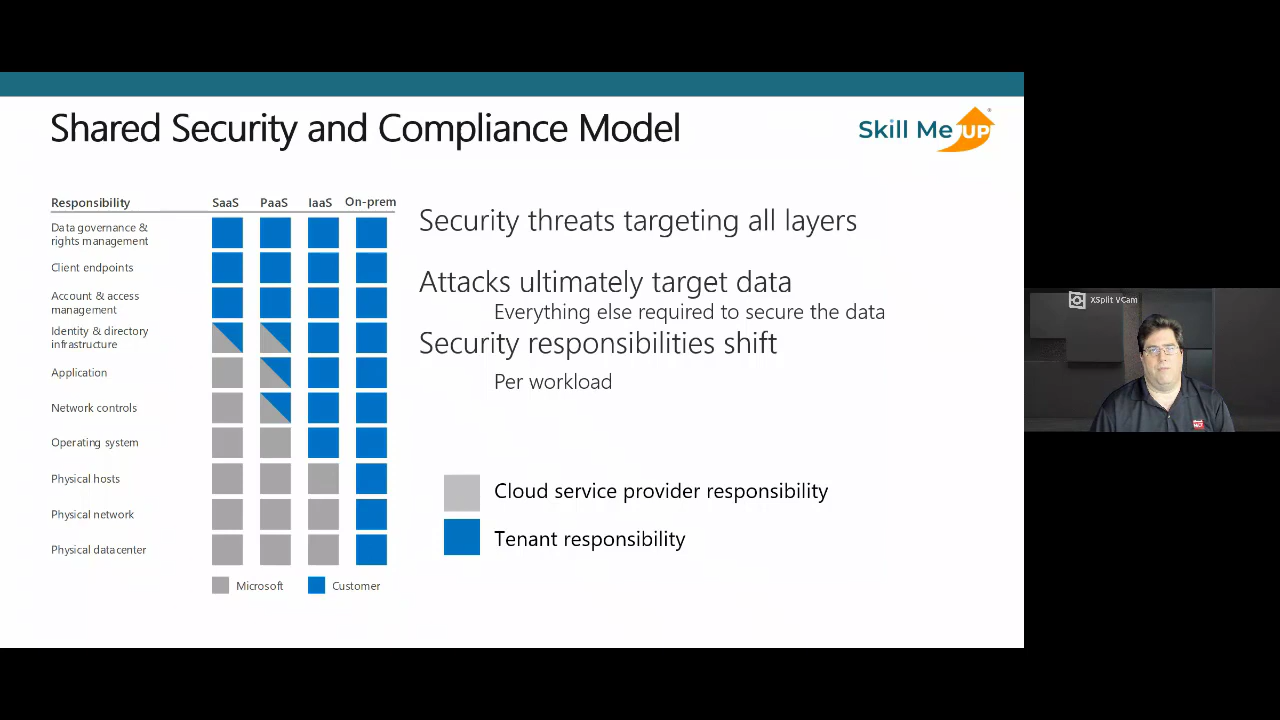 Shared Security and Compliance Model
Skill Me UP
Responsibility SaaS PaaS IaaS On-prem
Data governance &
rights management
Client endpoints
Account & access
management
Identity & directory
infrastructure
Application
Network controls
Operating system
Physical hosts
Physical network
Physical datacenter
Microsoft Customer
Security threats targeting all layers
Attacks ultimately target data
Everything else required to secure the data
Security responsibilities shift
Per workload
Cloud service provider responsibility
Tenant responsibility
XSplit VCam